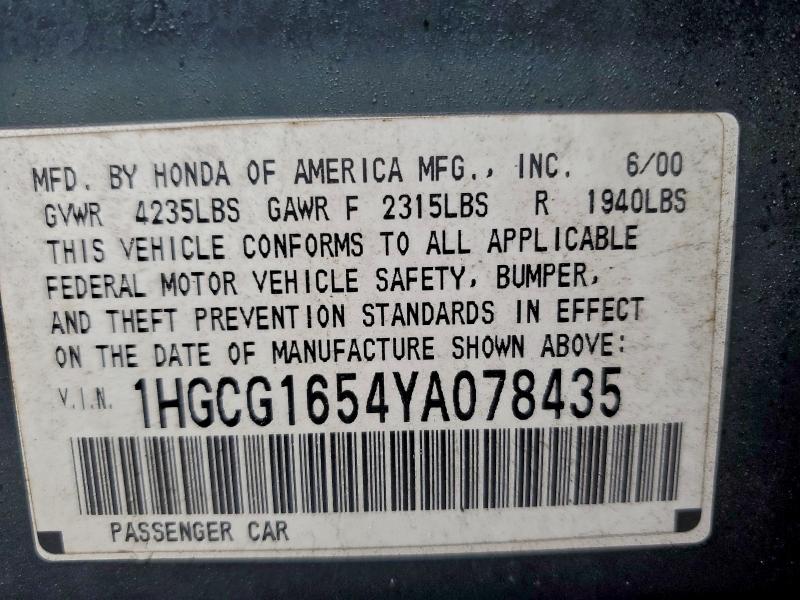 MFD. BY HONDA OF AMERICA MFG., INC. 6/00
GVWR 4235LBS GAWR F 2315LBS R 1940LBS
THIS VEHICLE CONFORMS TO ALL APPLICABLE
FEDERAL MOTOR VEHICLE SAFETY, BUMPER,
AND THEFT PREVENTION STANDARDS IN EFFECT
ON THE DATE OF MANUFACTURE SHOWN ABOVE:
V.I.N. 1HGCG1654YA078435
PASSENGER CAR